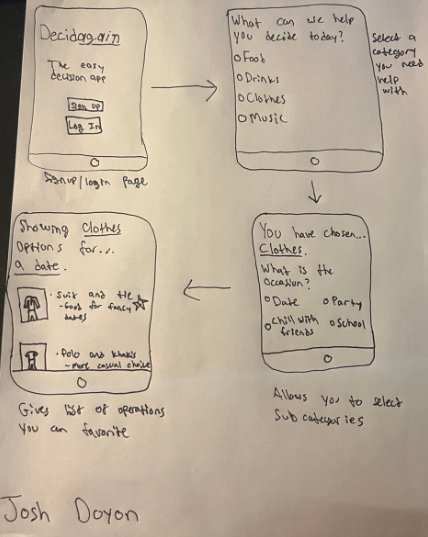 Decidagain
The easy
decision app
Sign up
Log In
Signup/login page
What can we help
you decide today?
Food
Drinks
Clothes
Music
Select a
category
you need
help
with
You have chosen...
Clothes.
What is the
occasion?
Date Party
Chill with School
friends
Allows you to select
Sub categories
Showing Clothes
Options for...
a date.
• Suit and tie
- Good for fancy
dates
• Polo and khakis
- more casual choice
Gives list of operations
you can favorite
Josh Doyon